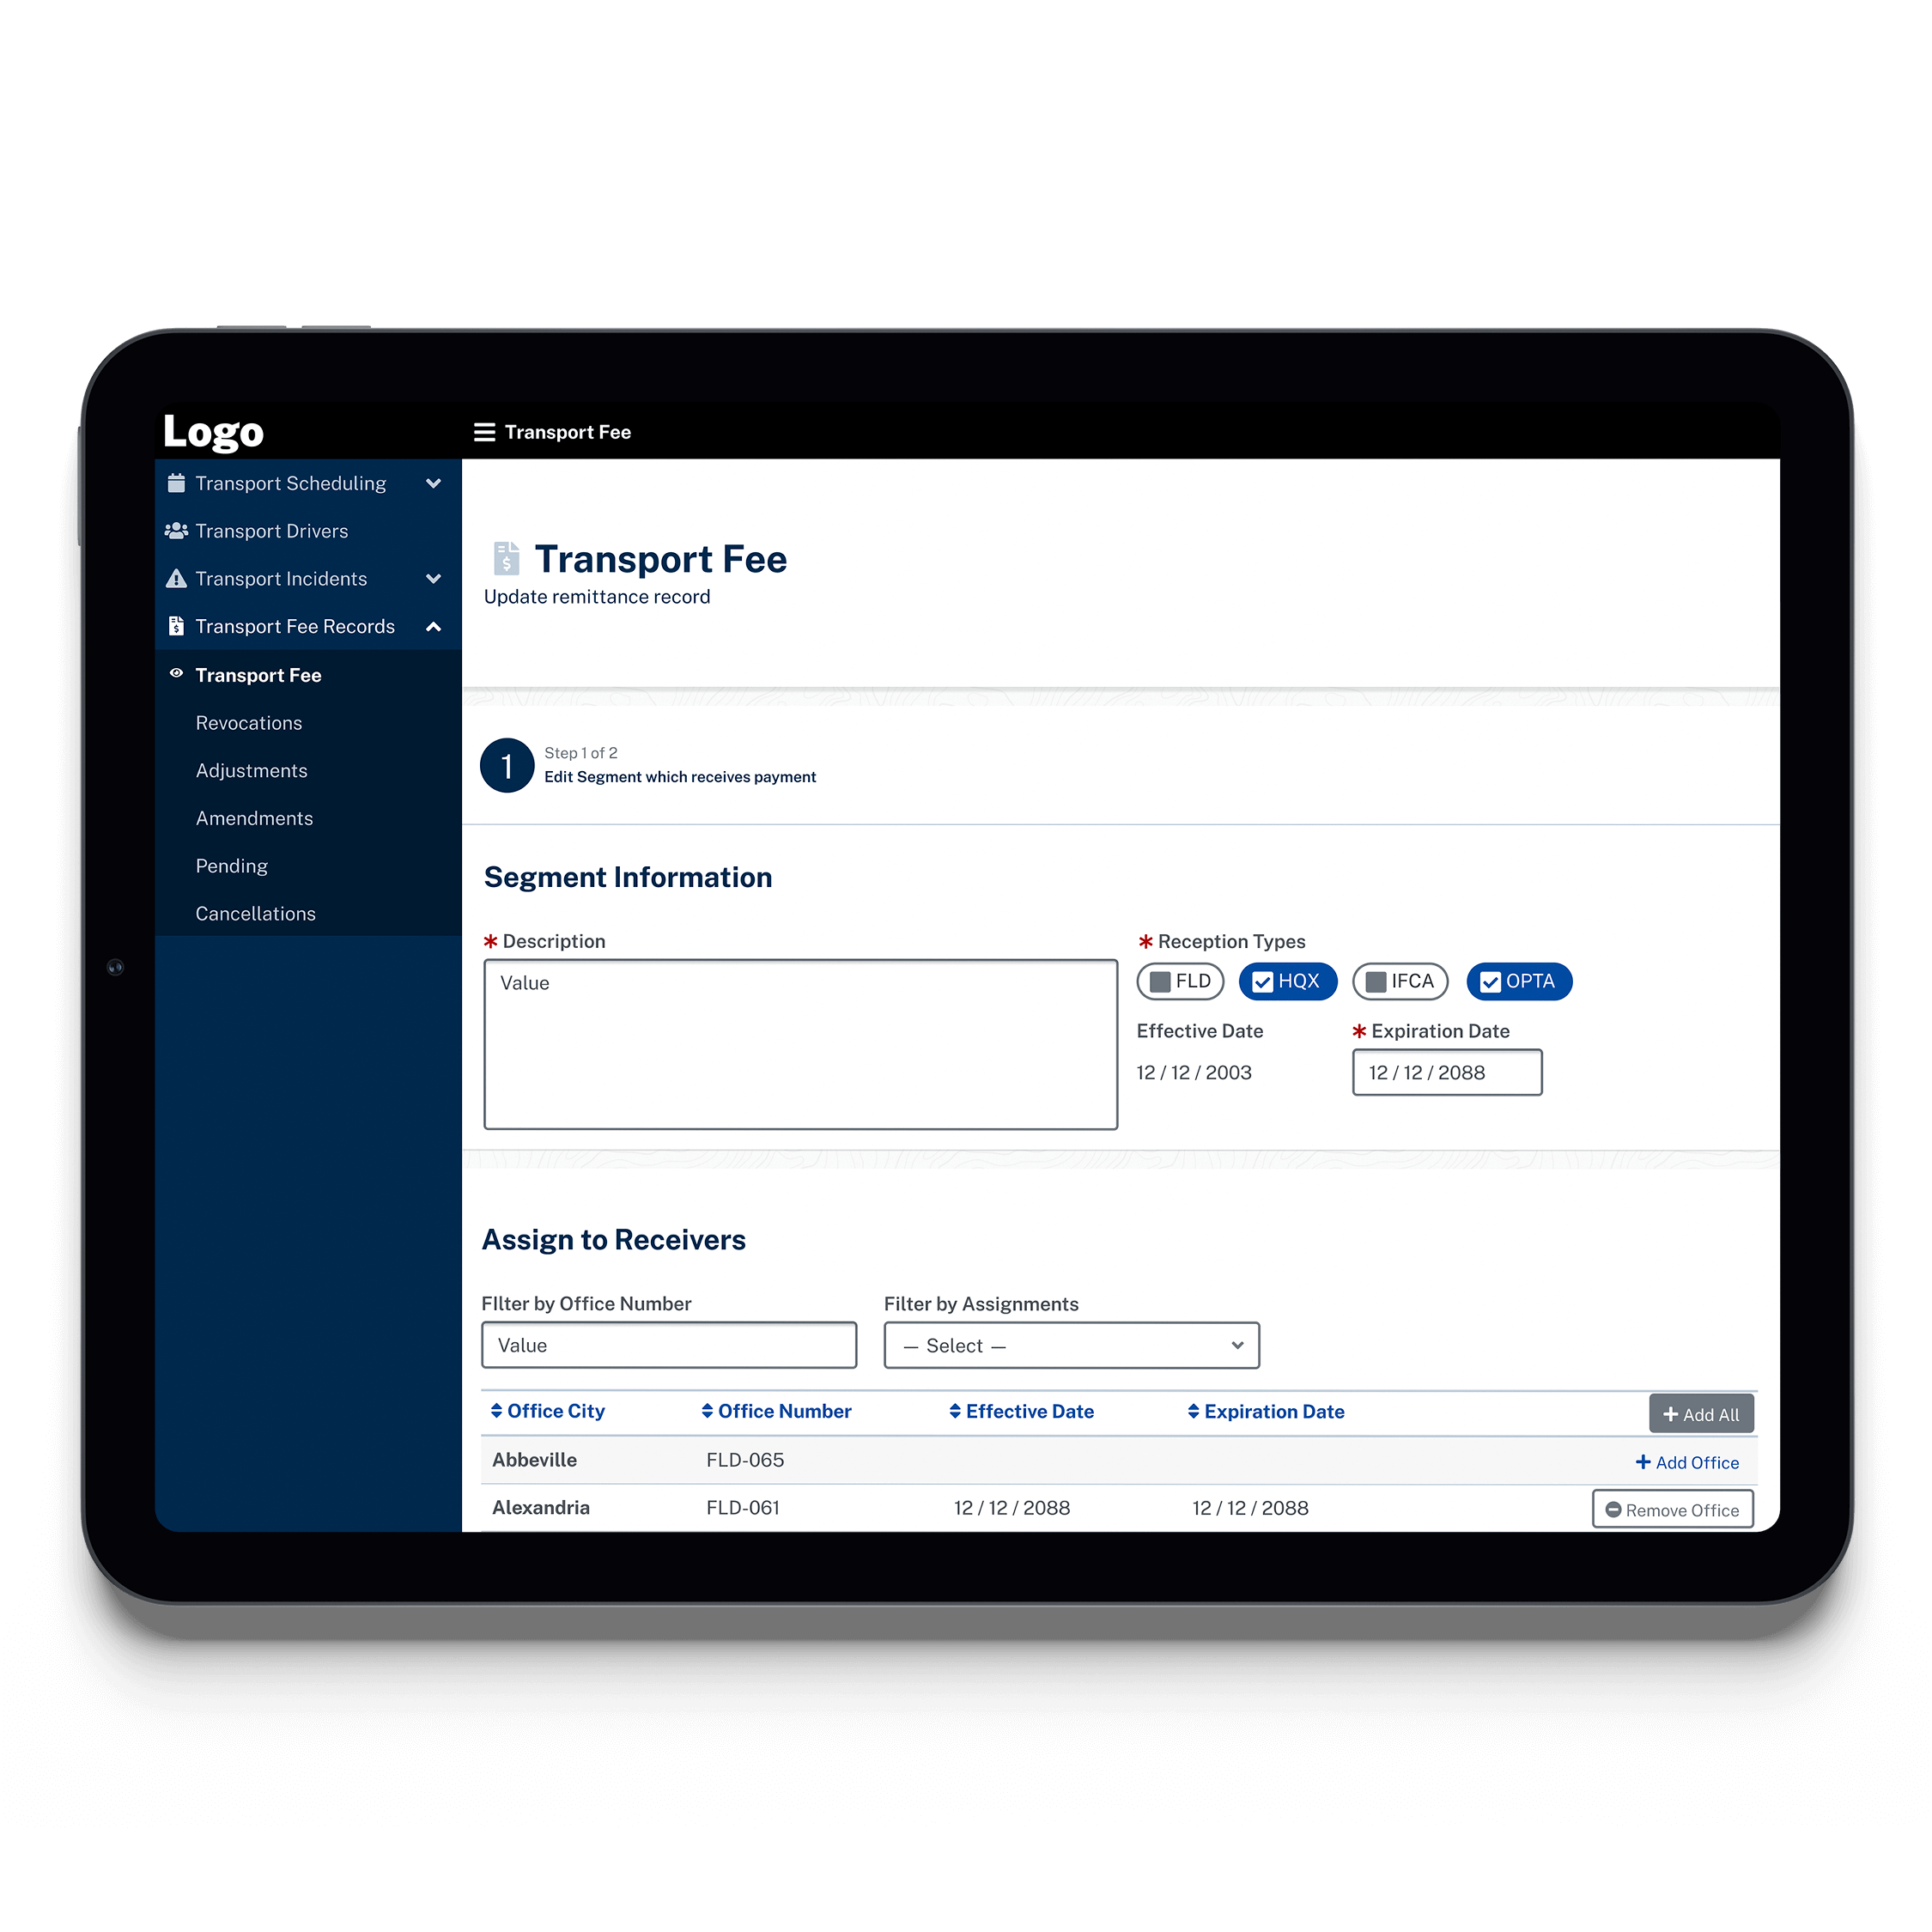 Logo
Transport Fee
Transport Scheduling
Transport Drivers
Transport Incidents
Transport Fee Records
Transport Fee
Revocations
Adjustments
Amendments
Pending
Cancellations
Transport Fee
Update remittance record
1
Step 1 of 2
Edit Segment which receives payment
Segment Information
* Description
Value
* Reception Types
FLD HQX IFCA OPTA
Effective Date * Expiration Date
12 / 12 / 2003 12 / 12 / 2088
Assign to Receivers
FIlter by Office Number Filter by Assignments
Value — Select —
Office City Office Number Effective Date Expiration Date + Add All
Abbeville FLD-065 + Add Office
Alexandria FLD-061 12 / 12 / 2088 12 / 12 / 2088 Remove Office